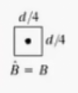 d/4
d/4
B̂ = B